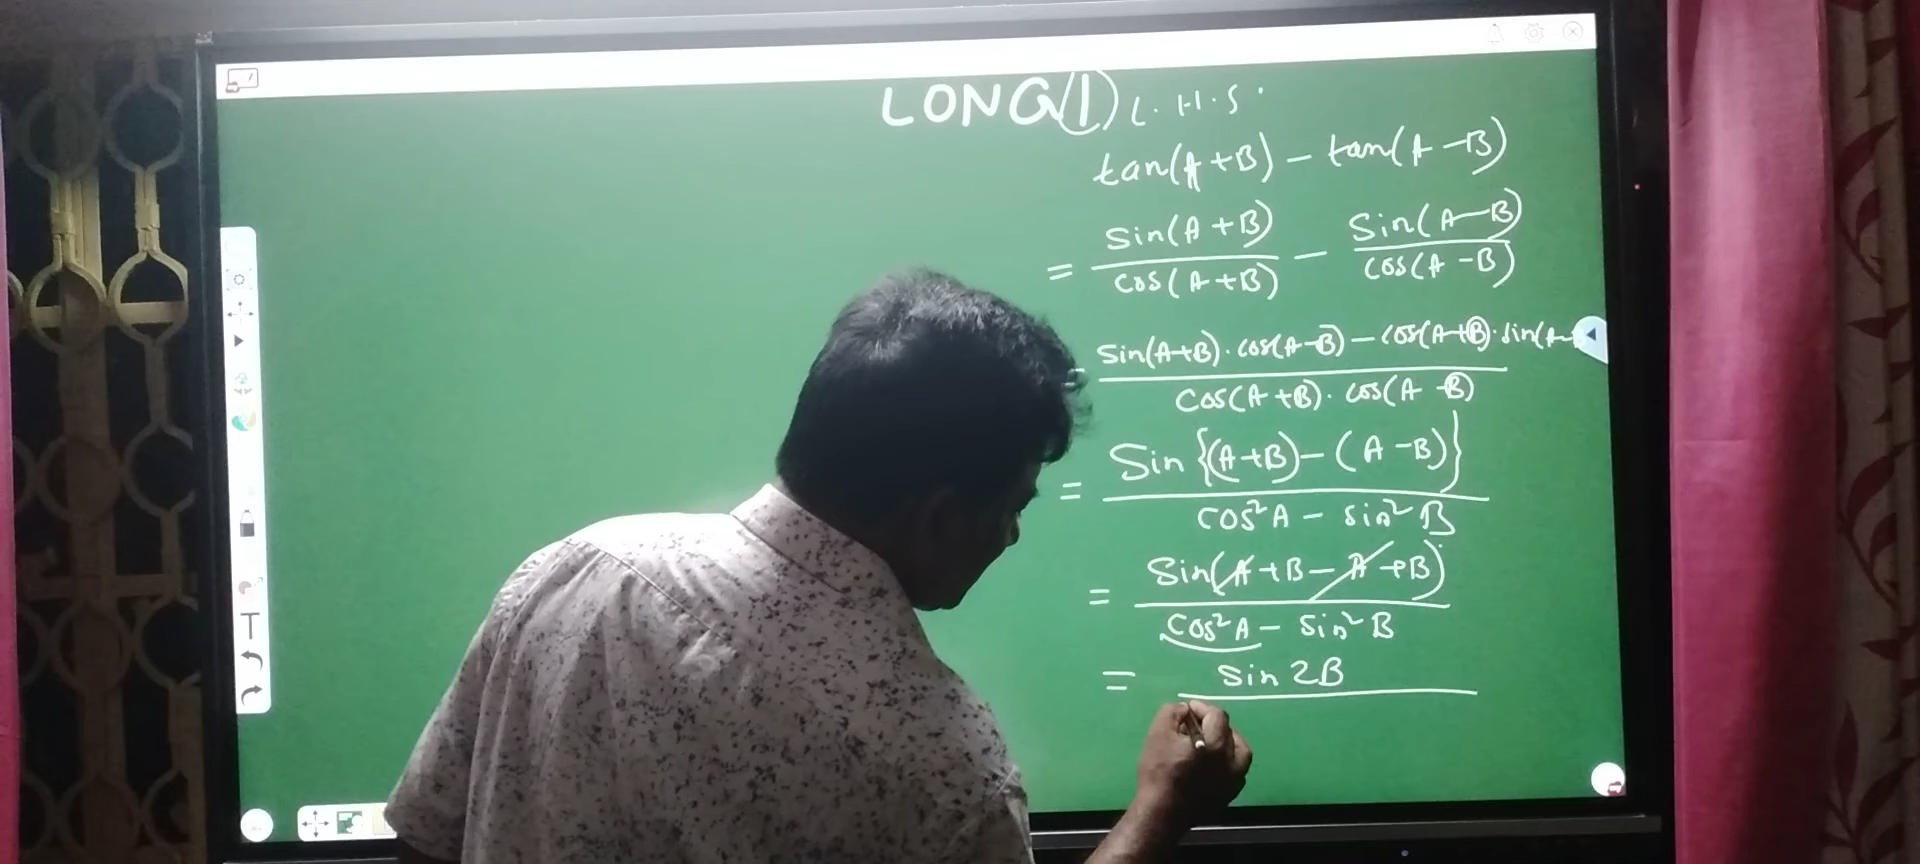 LONG (1) L.H.S.
tan(A+B) − tan(A−B)
= sin(A+B)/cos(A+B) − sin(A−B)/cos(A−B)
= sin(A+B)·cos(A−B) − cos(A+B)·sin(A−
cos(A+B)·cos(A−B)
= sin{(A+B)−(A−B)}
cos²A − sin²B
= sin(A+B−A+B)
cos²A − sin²B
= sin 2B
T